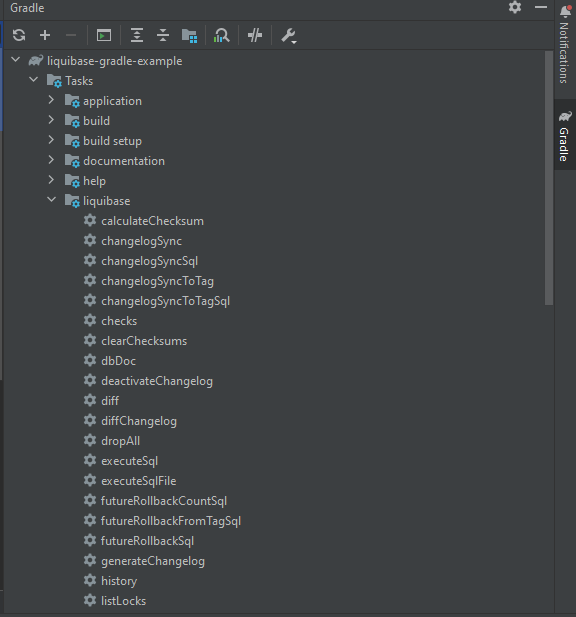 Gradle
liquibase-gradle-example
Tasks
application
build
build setup
documentation
help
liquibase
calculateChecksum
changelogSync
changelogSyncSql
changelogSyncToTag
changelogSyncToTagSql
checks
clearChecksums
dbDoc
deactivateChangelog
diff
diffChangelog
dropAll
executeSql
executeSqlFile
futureRollbackCountSql
futureRollbackFromTagSql
futureRollbackSql
generateChangelog
history
listLocks
Notifications
Gradle